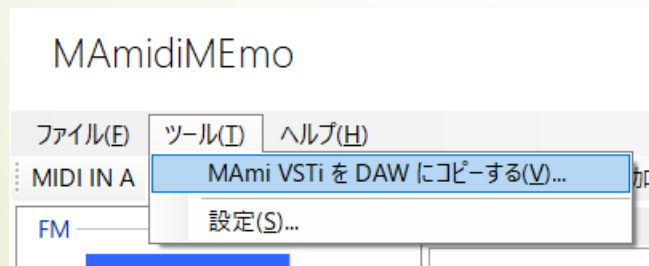 MAmidiMEmo
ファイル(F) ツール(T) ヘルプ(H)
MIDI IN A
MAmi VSTi を DAW にコピーする(V)...
設定(S)...
FM